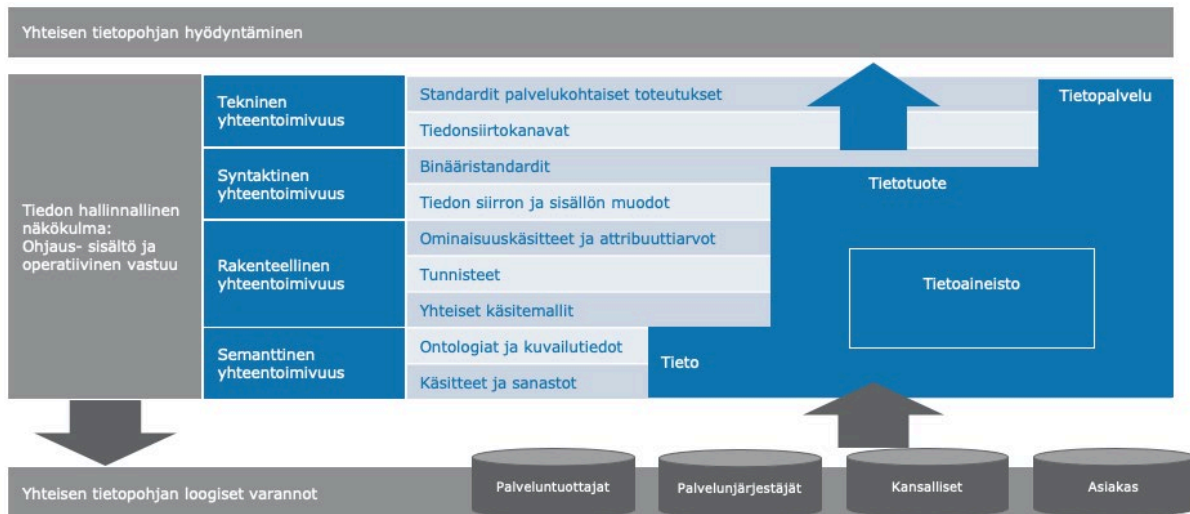 Yhteisen tietopohjan hyödyntäminen
Tiedon hallinnallinen
näkökulma:
Ohjaus- sisältö ja
operatiivinen vastuu
Tekninen
yhteentoimivuus
Standardit palvelukohtaiset toteutukset
Tiedonsiirtokanavat
Syntaktinen
yhteentoimivuus
Binääristandardit
Tiedon siirron ja sisällön muodot
Rakenteellinen
yhteentoimivuus
Ominaisuuskäsitteet ja attribuuttiarvot
Tunnisteet
Yhteiset käsitemallit
Semanttinen
yhteentoimivuus
Ontologiat ja kuvailutiedot
Käsitteet ja sanastot
Tieto
Tietotuote
Tietopalvelu
Tietoaineisto
Yhteisen tietopohjan loogiset varannot
Palveluntuottajat
Palvelunjärjestäjät
Kansalliset
Asiakas